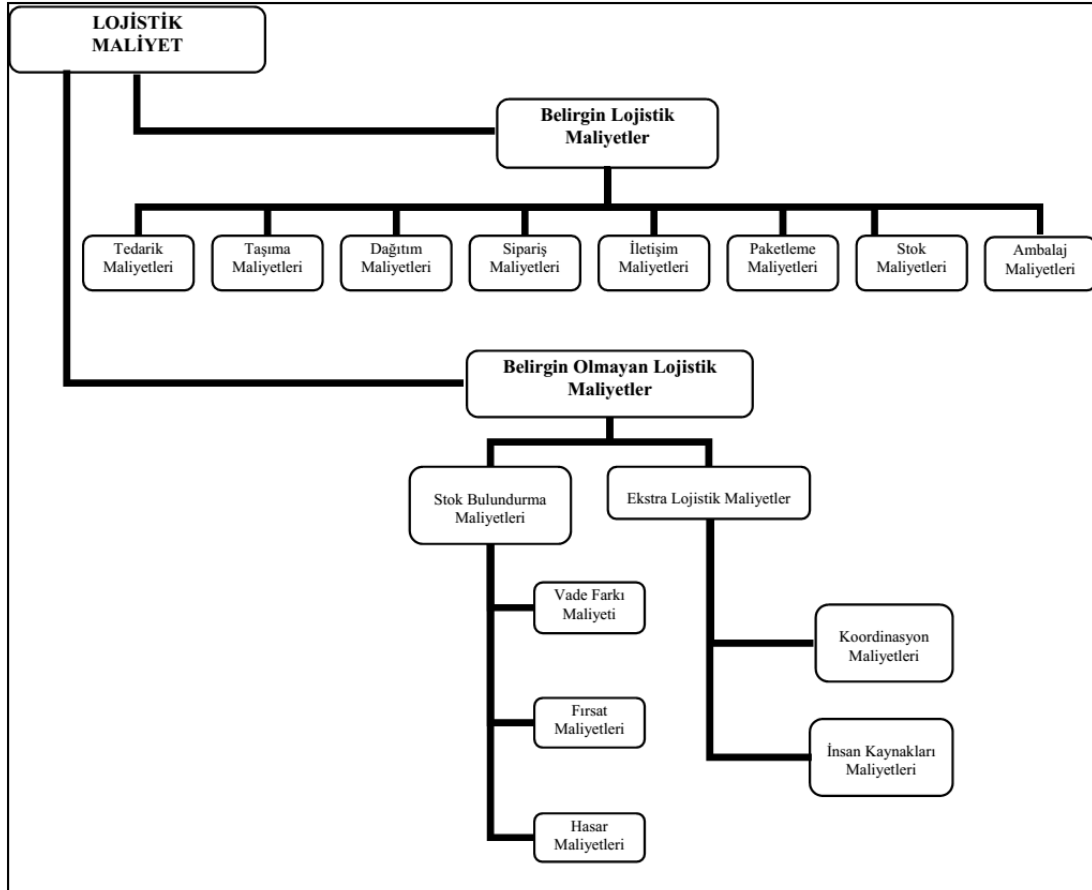 LOJİSTİK
MALİYET
Belirgin Lojistik
Maliyetler
Tedarik
Maliyetleri
Taşıma
Maliyetleri
Dağıtım
Maliyetleri
Sipariş
Maliyetleri
İletişim
Maliyetleri
Paketleme
Maliyetleri
Stok
Maliyetleri
Ambalaj
Maliyetleri
Belirgin Olmayan Lojistik
Maliyetler
Stok Bulundurma
Maliyetleri
Ekstra Lojistik Maliyetler
Vade Farkı
Maliyeti
Fırsat
Maliyetleri
Hasar
Maliyetleri
Koordinasyon
Maliyetleri
İnsan Kaynakları
Maliyetleri